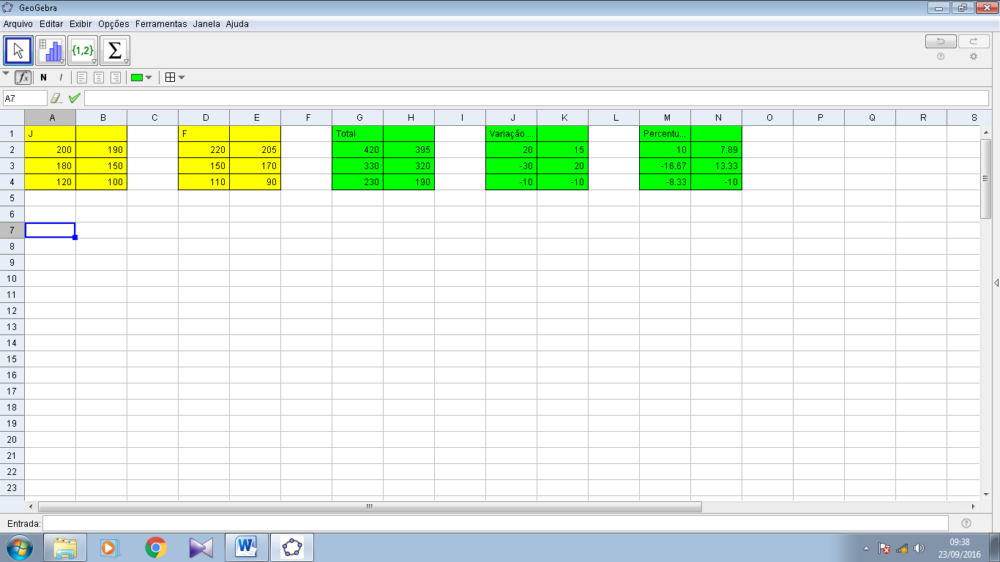 GeoGebra
Arquivo Editar Exibir Opções Ferramentas Janela Ajuda
{1,2} Σ
fx N I
A7
A B C D E F G H I J K L M N O P Q R S
1 J F Total Variação ... Percentu...
2 200 190 220 205 420 395 20 15 10 7.89
3 180 150 150 170 330 320 -30 20 -16.67 13.33
4 120 100 110 90 230 190 -10 -10 -8.33 -10
5
6
7
8
9
10
11
12
13
14
15
16
17
18
19
20
21
22
23
Entrada:
09:38
23/09/2016